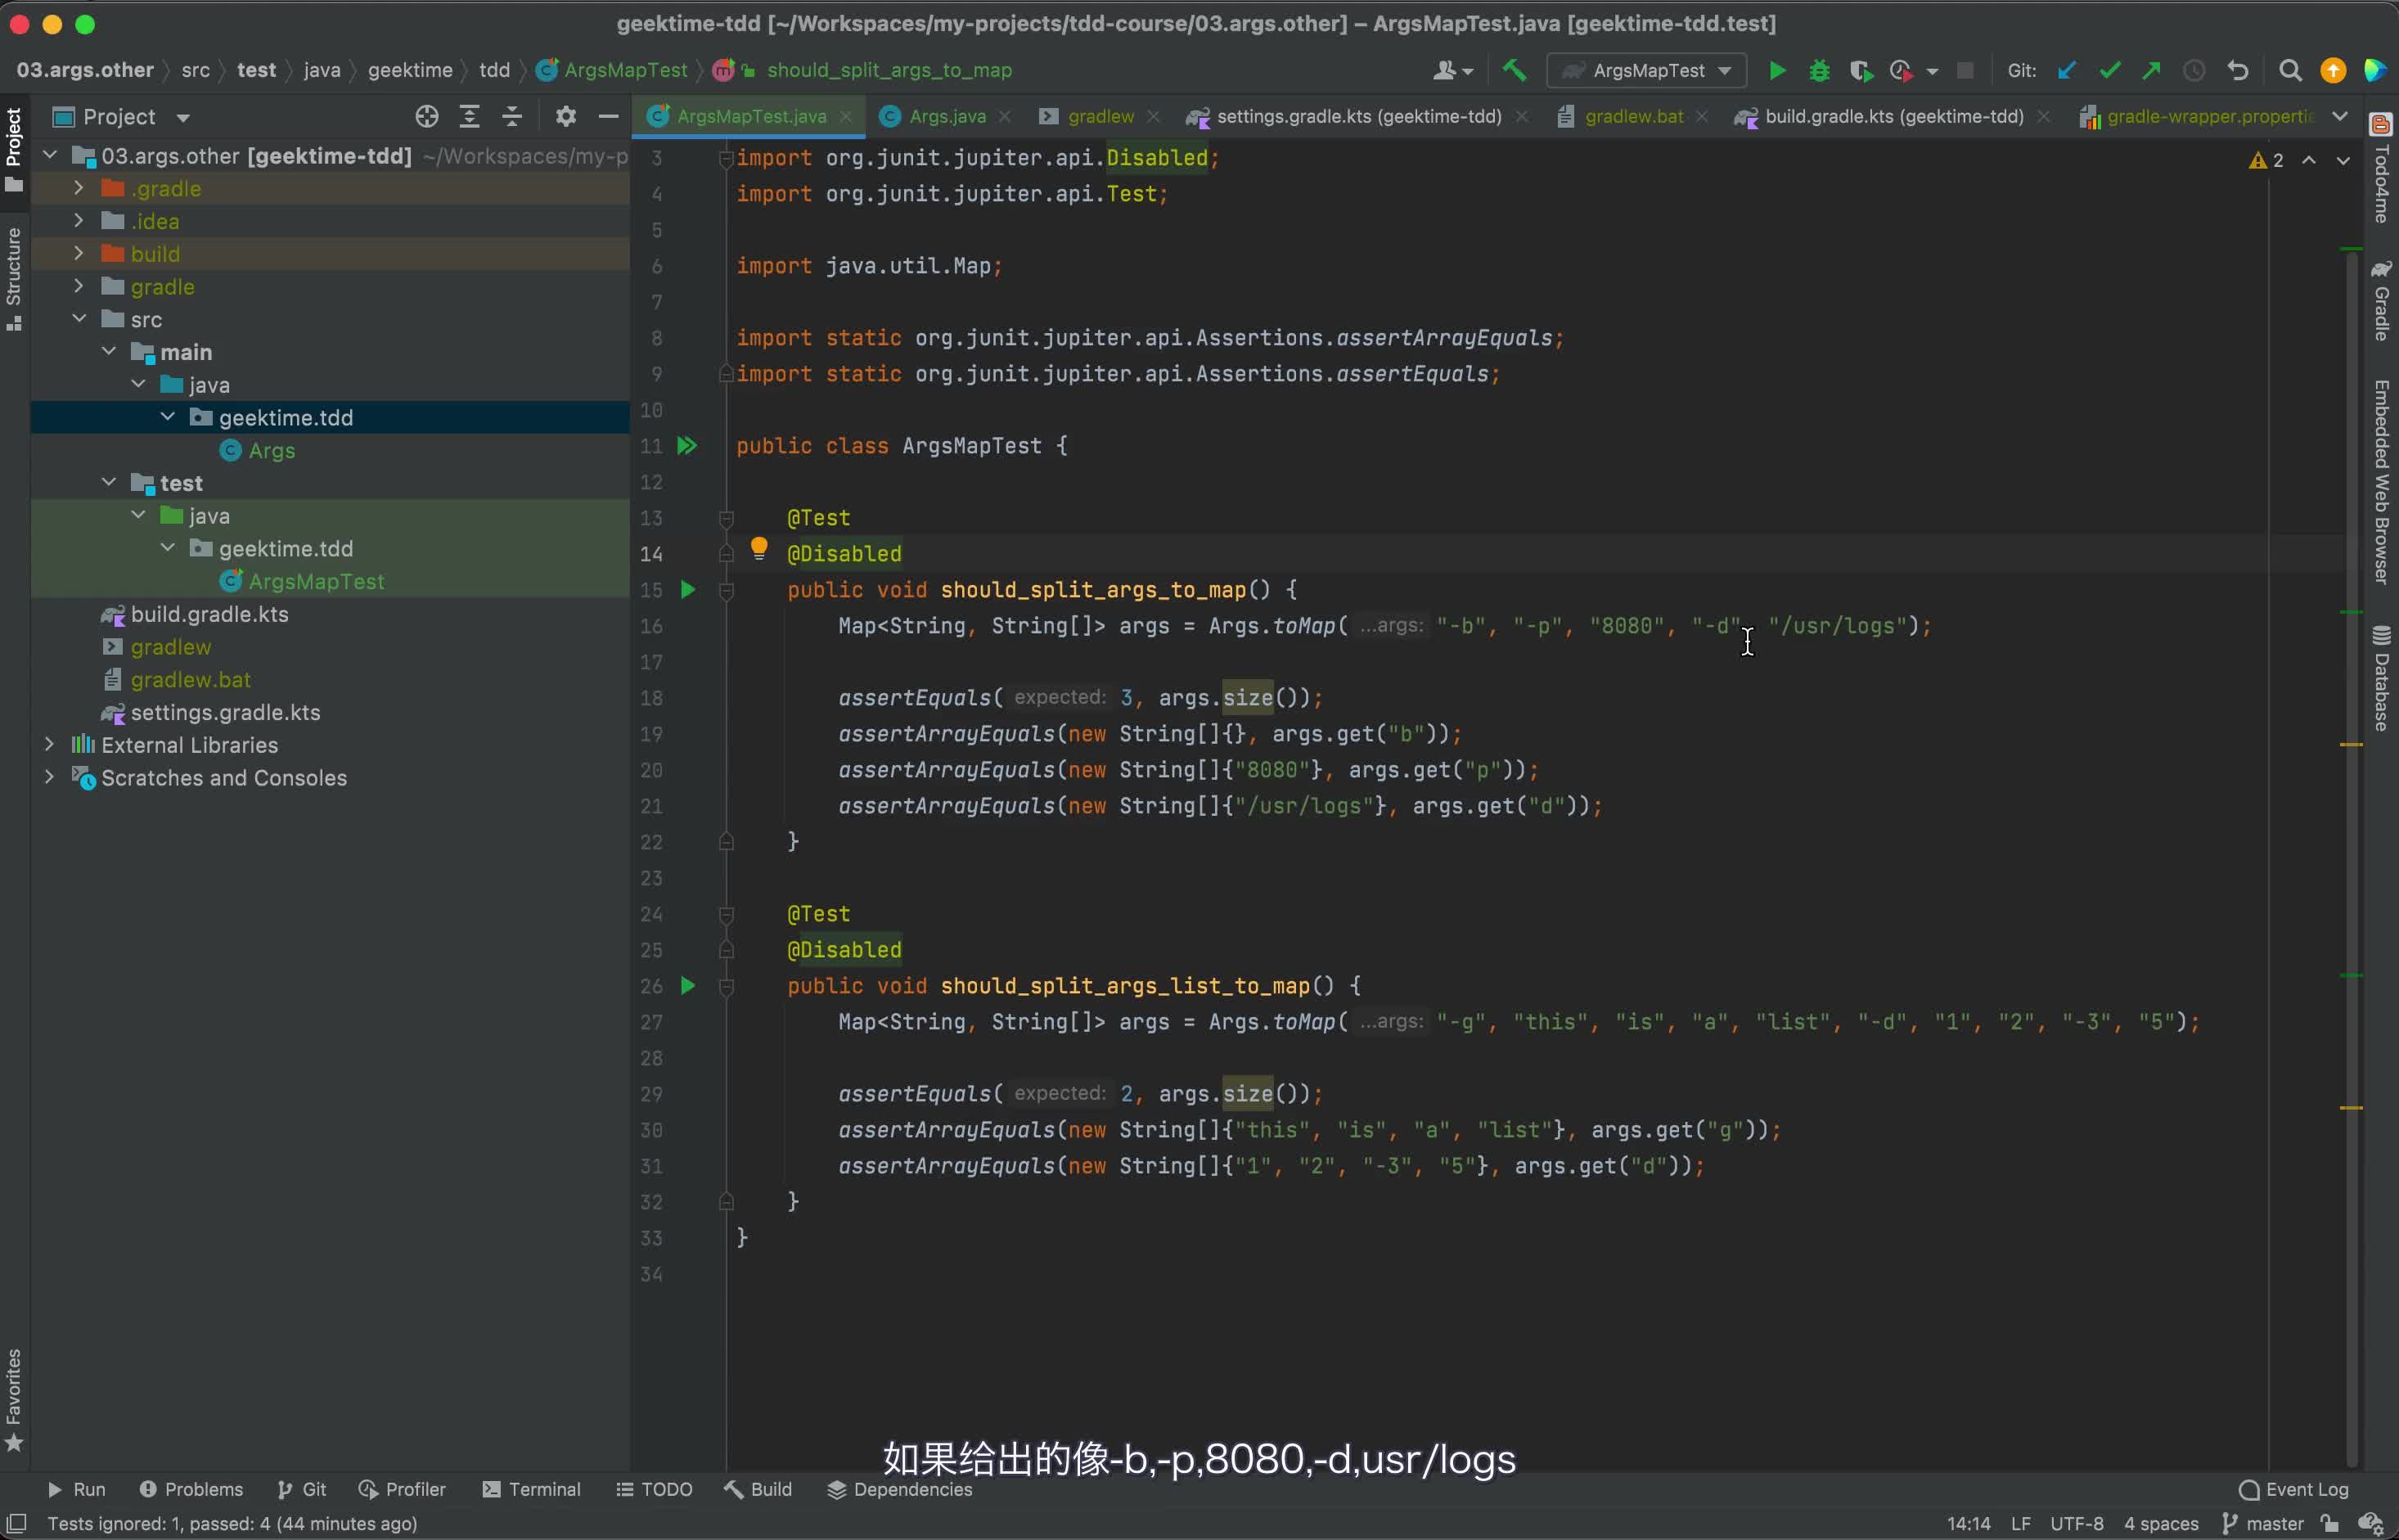 geektime-tdd [~/Workspaces/my-projects/tdd-course/03.args.other] – ArgsMapTest.java [geektime-tdd.test]
03.args.other src test java geektime tdd ArgsMapTest should_split_args_to_map ArgsMapTest Git:
Project
ArgsMapTest.java Args.java gradlew settings.gradle.kts (geektime-tdd) gradlew.bat build.gradle.kts (geektime-tdd) gradle-wrapper.properti
Project
Structure
Favorites
03.args.other [geektime-tdd] ~/Workspaces/my-p
.gradle
.idea
build
gradle
src
main
java
geektime.tdd
Args
test
java
geektime.tdd
ArgsMapTest
build.gradle.kts
gradlew
gradlew.bat
settings.gradle.kts
External Libraries
Scratches and Consoles
2
3 import org.junit.jupiter.api.Disabled;
4 import org.junit.jupiter.api.Test;
5
6 import java.util.Map;
7
8 import static org.junit.jupiter.api.Assertions.assertArrayEquals;
9 import static org.junit.jupiter.api.Assertions.assertEquals;
10
11 public class ArgsMapTest {
12
13 @Test
14 @Disabled
15 public void should_split_args_to_map() {
16 Map<String, String[]> args = Args.toMap( ...args: "-b", "-p", "8080", "-d", "/usr/logs");
17
18 assertEquals( expected: 3, args.size());
19 assertArrayEquals(new String[]{}, args.get("b"));
20 assertArrayEquals(new String[]{"8080"}, args.get("p"));
21 assertArrayEquals(new String[]{"/usr/logs"}, args.get("d"));
22 }
23
24 @Test
25 @Disabled
26 public void should_split_args_list_to_map() {
27 Map<String, String[]> args = Args.toMap( ...args: "-g", "this", "is", "a", "list", "-d", "1", "2", "-3", "5");
28
29 assertEquals( expected: 2, args.size());
30 assertArrayEquals(new String[]{"this", "is", "a", "list"}, args.get("g"));
31 assertArrayEquals(new String[]{"1", "2", "-3", "5"}, args.get("d"));
32 }
33 }
34
Todo4me
Gradle
Embedded Web Browser
Database
如果给出的像-b,-p,8080,-d,usr/logs
Run Problems Git Profiler Terminal TODO Build Dependencies Event Log
Tests ignored: 1, passed: 4 (44 minutes ago) 14:14 LF UTF-8 4 spaces master